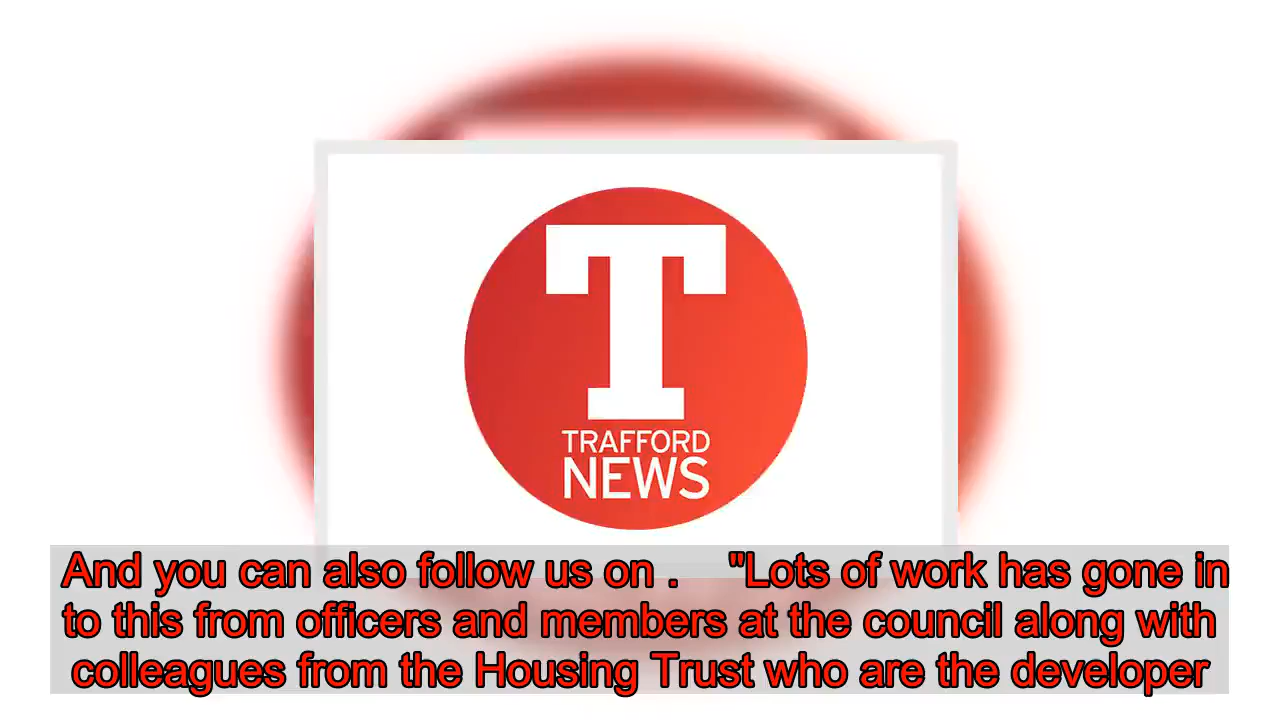 T
TRAFFORD
NEWS
And you can also follow us on . "Lots of work has gone in
to this from officers and members at the council along with
colleagues from the Housing Trust who are the developer